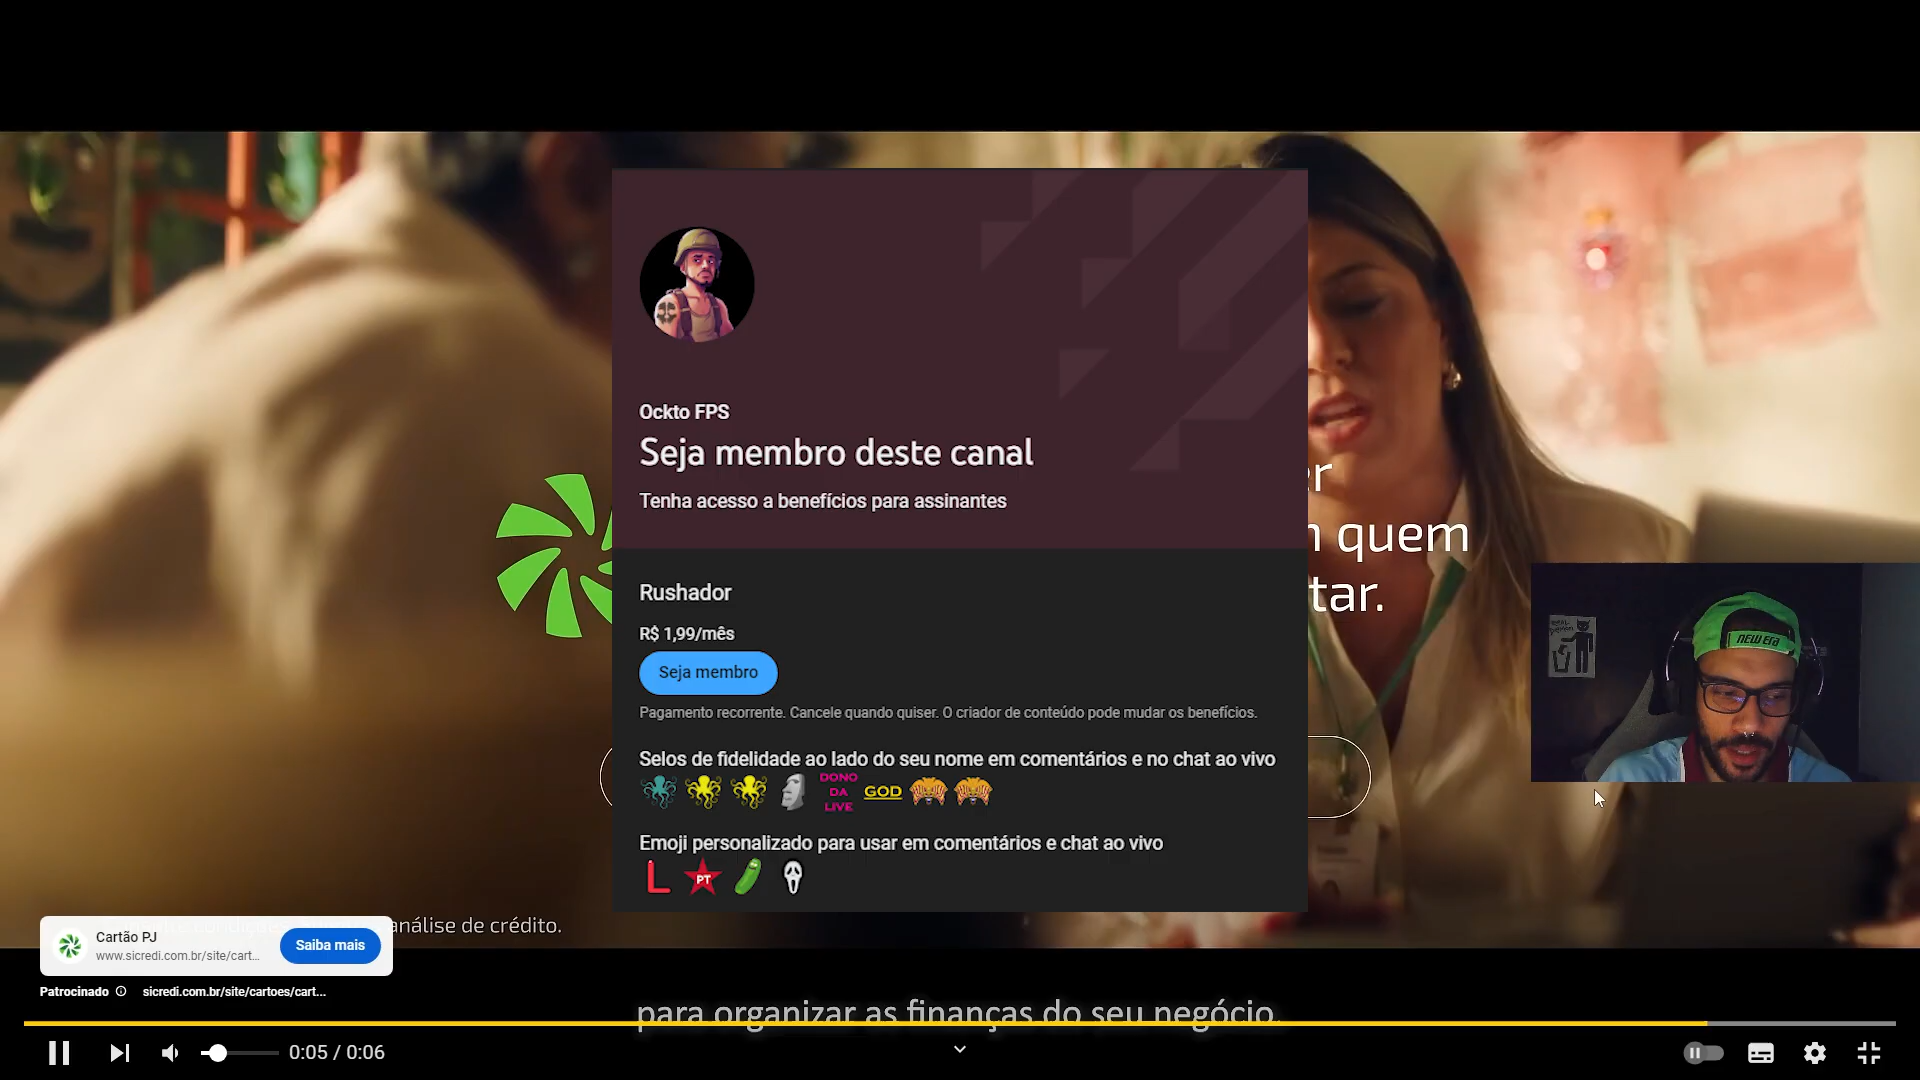 Ockto FPS
Seja membro deste canal
Tenha acesso a benefícios para assinantes
er
quem
tar.
NEW ERA
Rushador
R$ 1,99/mês
Seja membro
Pagamento recorrente. Cancele quando quiser. O criador de conteúdo pode mudar os benefícios.
Selos de fidelidade ao lado do seu nome em comentários e no chat ao vivo
DONO
DA
LIVE
GOD
Emoji personalizado para usar em comentários e chat ao vivo
L
PT
análise de crédito.
Cartão PJ
www.sicredi.com.br/site/cart...
Saiba mais
Patrocinado
sicredi.com.br/site/cartoes/cart...
para organizar as finanças do seu negócio.
0:05 / 0:06